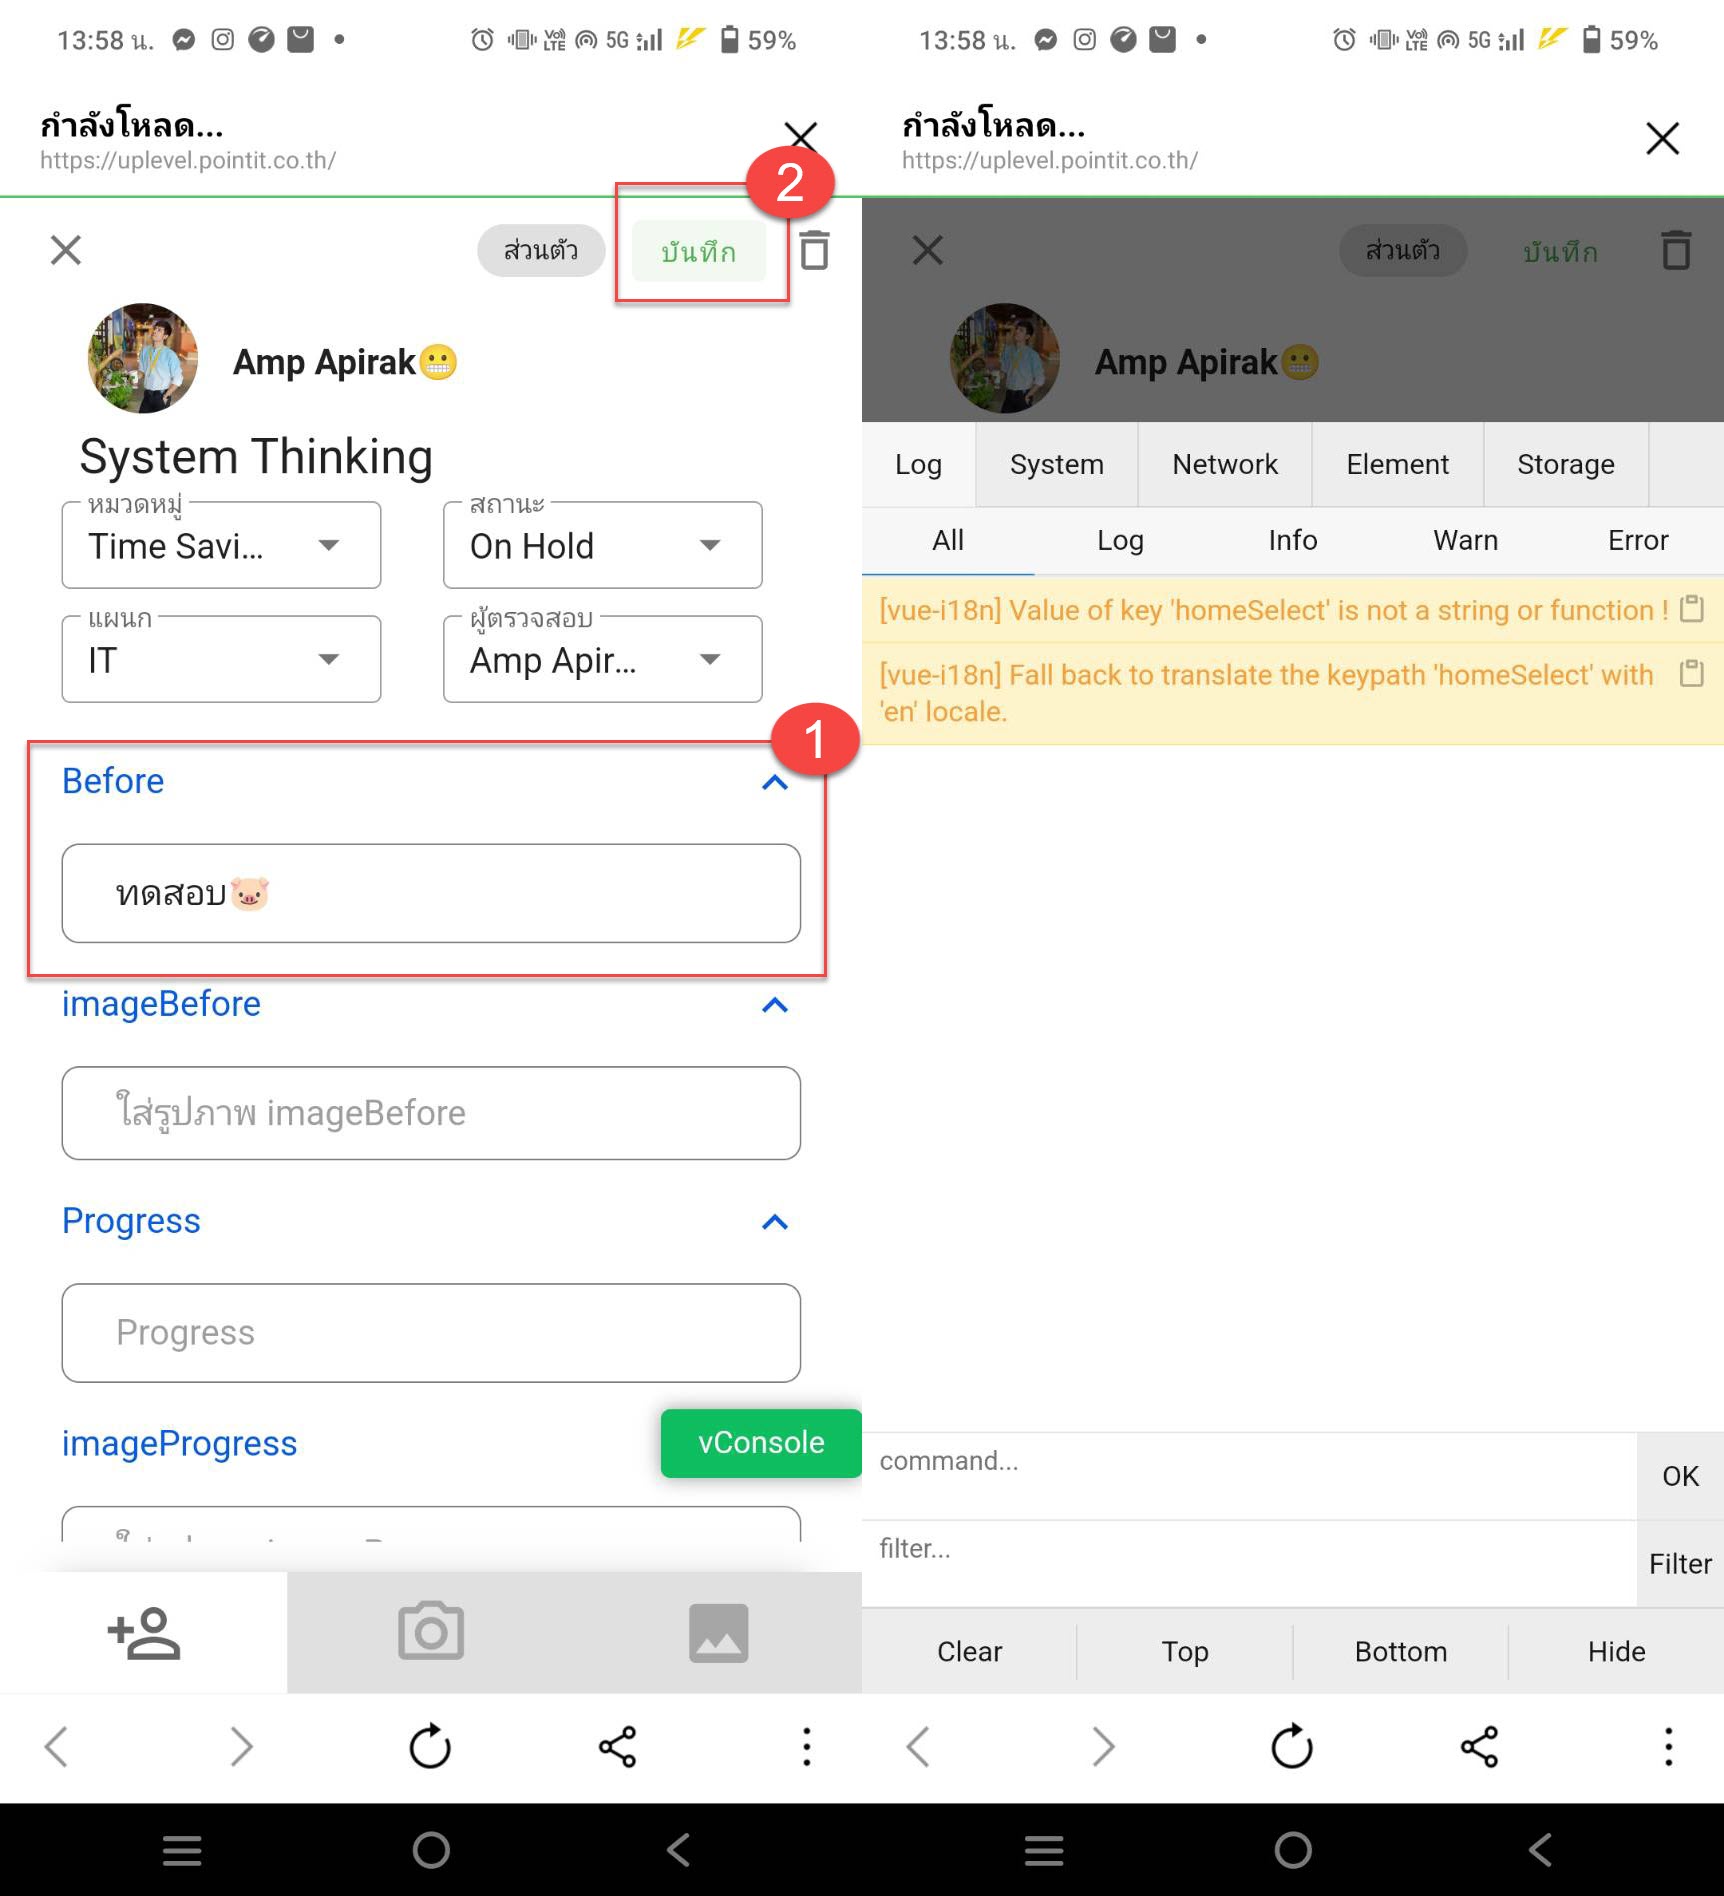 13:58 น.
5G 59%
กำลังโหลด...
https://uplevel.pointit.co.th/
2
ส่วนตัว
บันทึก
Amp Apirak😬
System Thinking
หมวดหมู่
Time Savi...
สถานะ
On Hold
แผนก
IT
ผู้ตรวจสอบ
Amp Apir...
1
Before
ทดสอบ🐷
imageBefore
ใส่รูปภาพ imageBefore
Progress
Progress
imageProgress
vConsole
13:58 น.
5G 59%
กำลังโหลด...
https://uplevel.pointit.co.th/
ส่วนตัว
บันทึก
Amp Apirak😬
Log System Network Element Storage
All Log Info Warn Error
[vue-i18n] Value of key 'homeSelect' is not a string or function !
[vue-i18n] Fall back to translate the keypath 'homeSelect' with
'en' locale.
command...
OK
filter...
Filter
Clear Top Bottom Hide